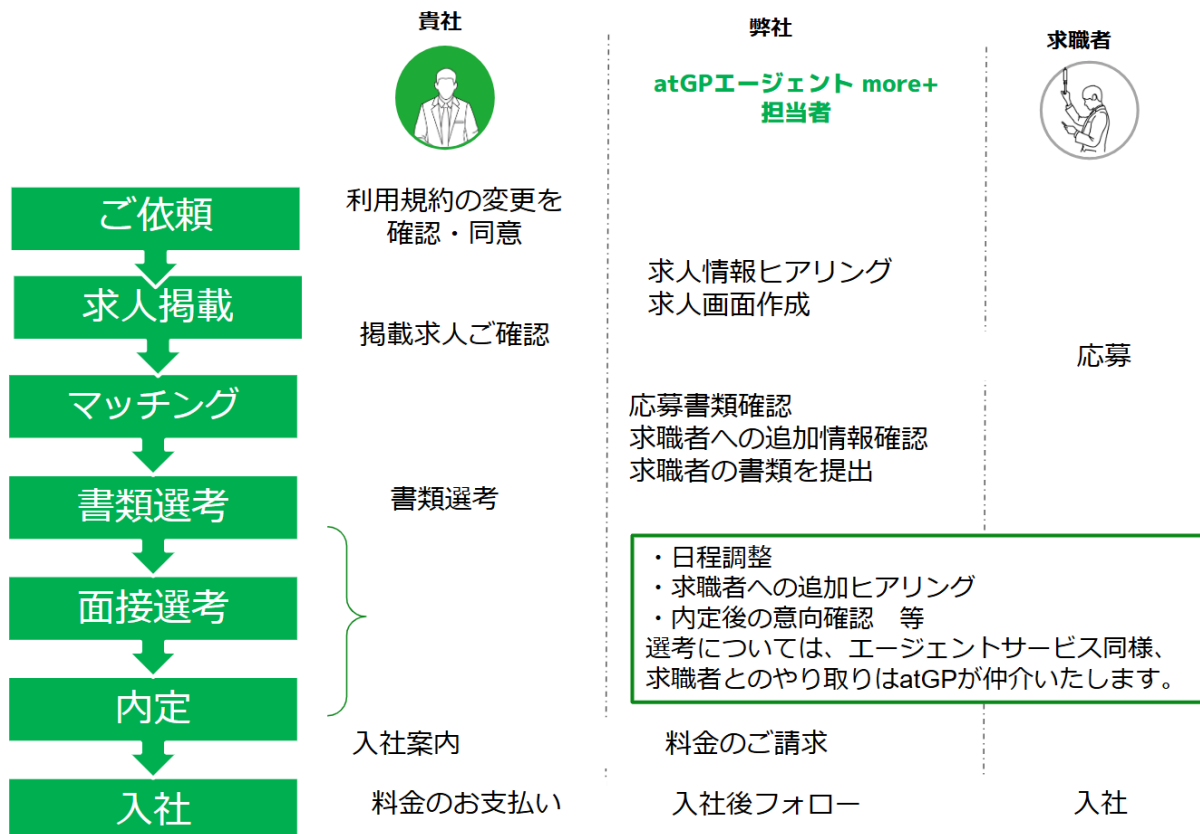 貴社
弊社
求職者
atGPエージェント more+
担当者
ご依頼
利用規約の変更を
確認・同意
求人情報ヒアリング
求人画面作成
求人掲載
掲載求人ご確認
応募
マッチング
応募書類確認
求職者への追加情報確認
求職者の書類を提出
書類選考
書類選考
・日程調整
・求職者への追加ヒアリング
・内定後の意向確認　等
選考については、エージェントサービス同様、
求職者とのやり取りはatGPが仲介いたします。
面接選考
内定
入社案内
料金のご請求
入社
料金のお支払い
入社後フォロー
入社